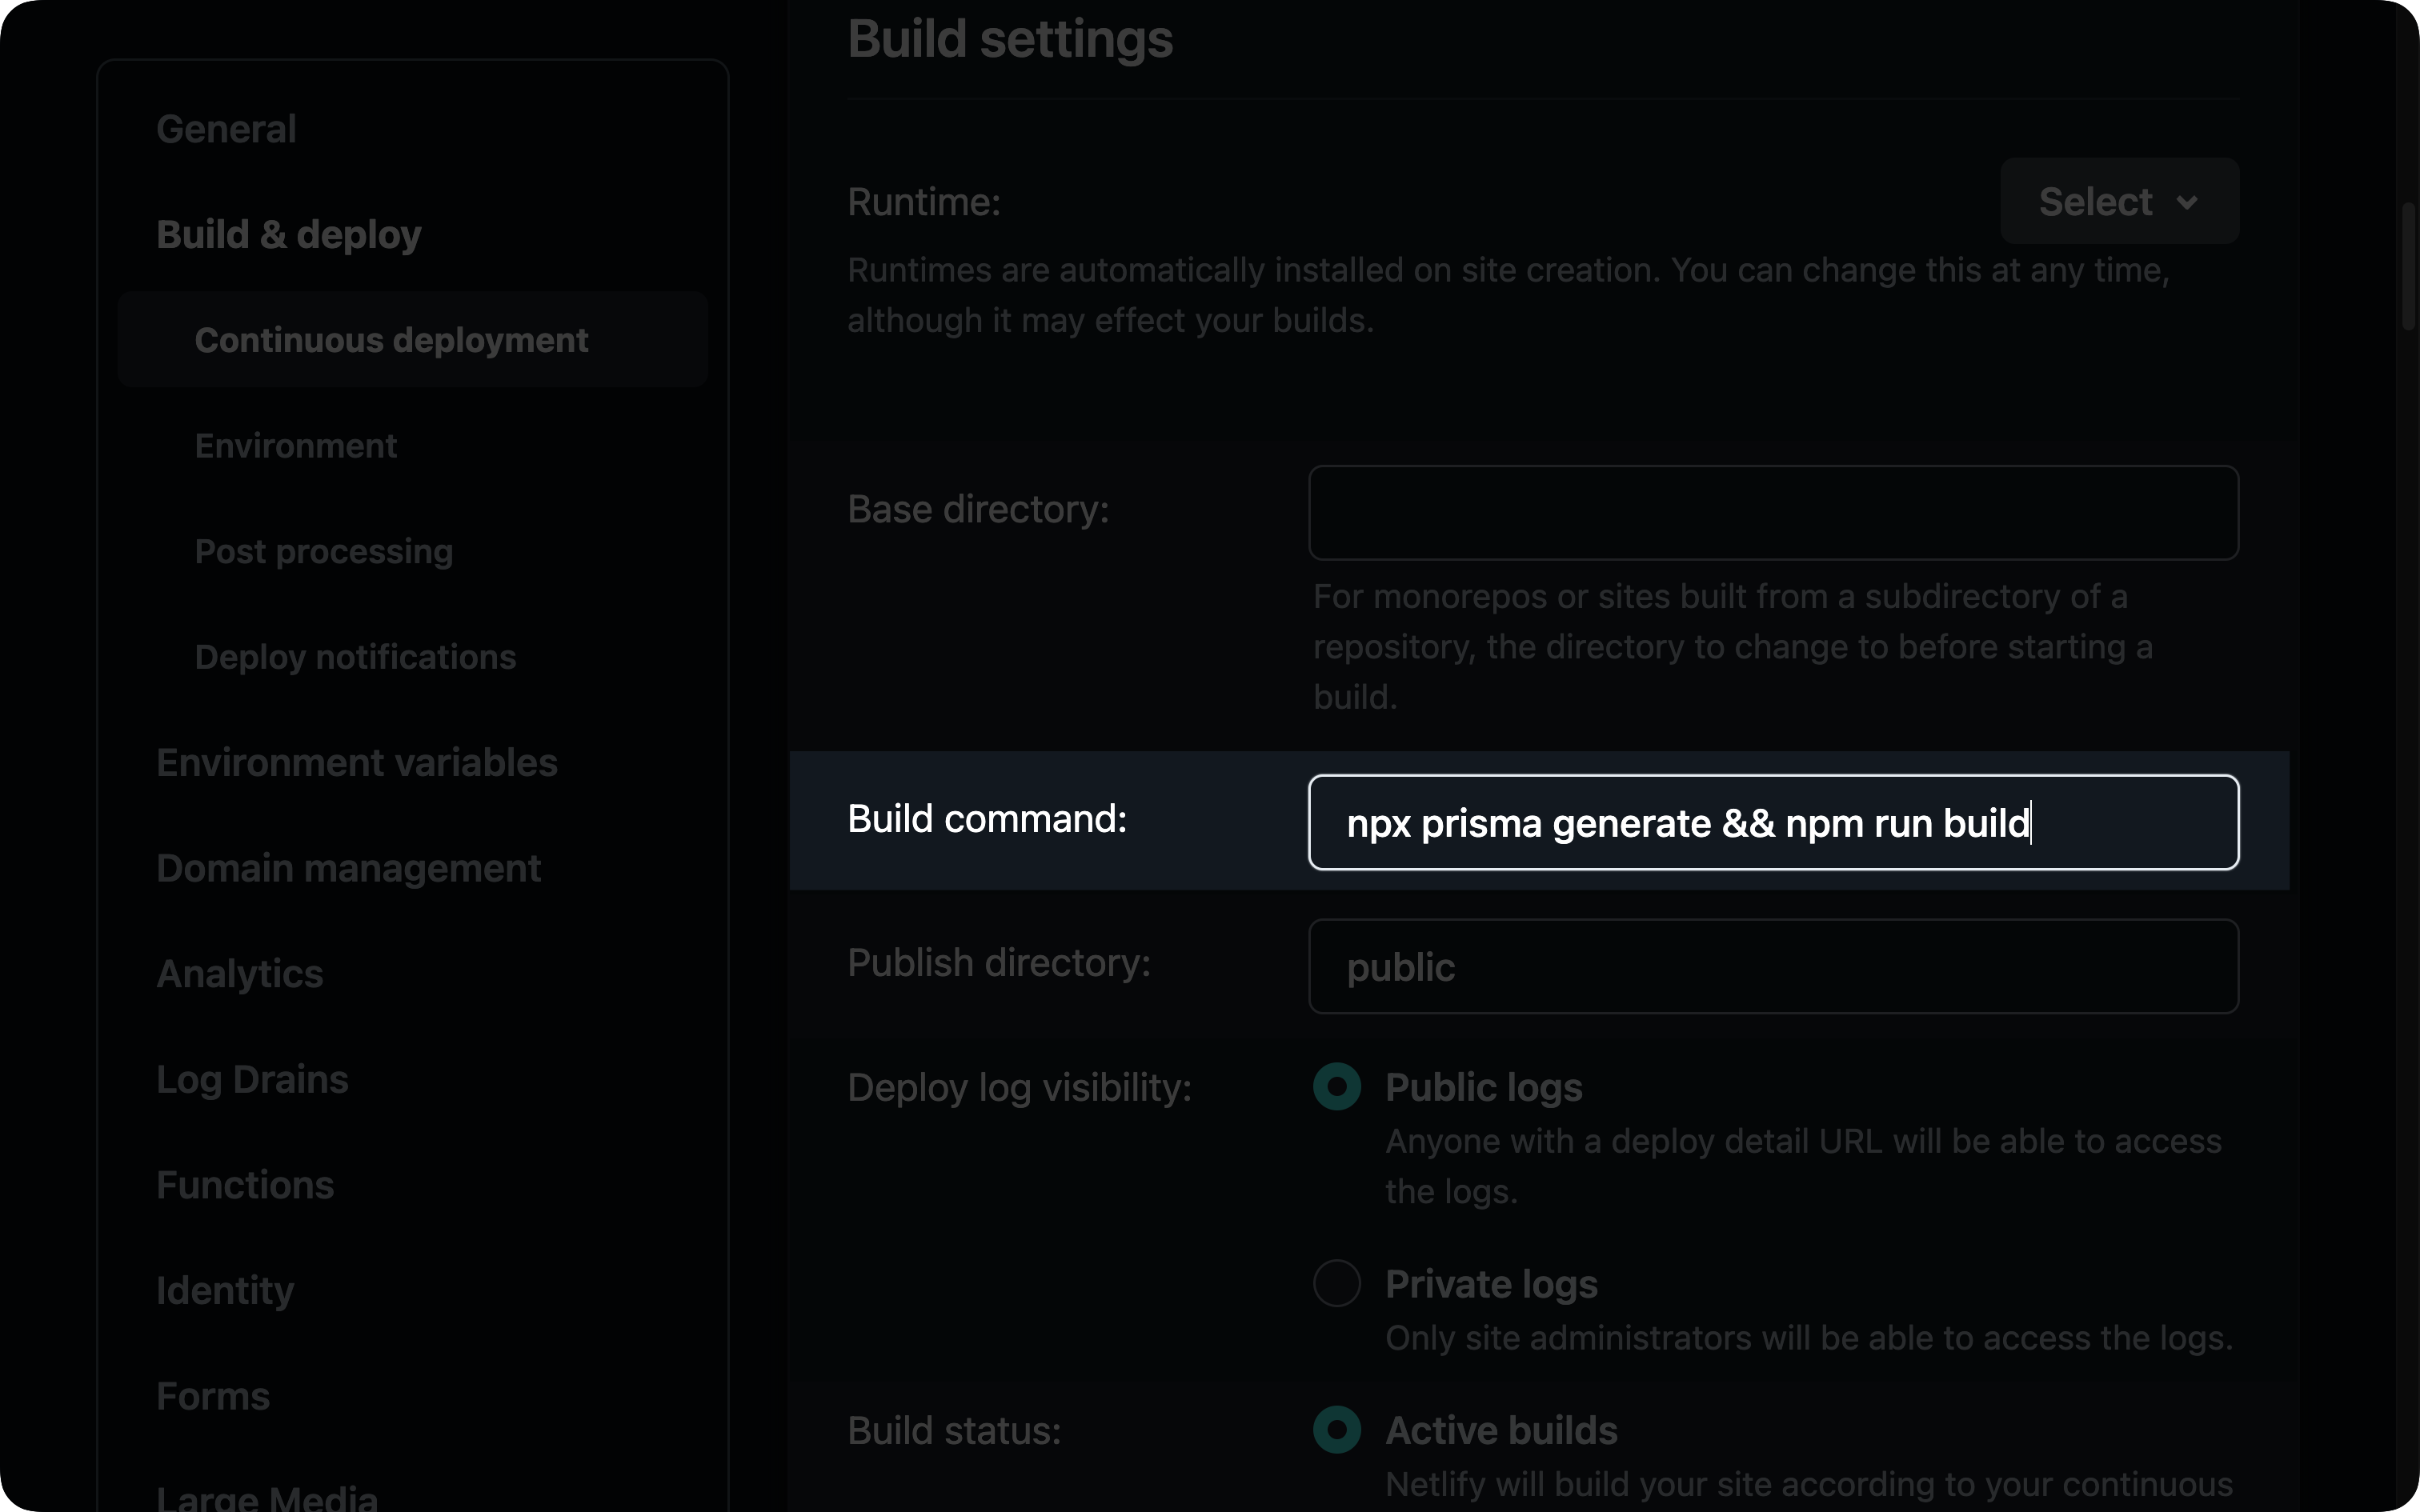 General
Build & deploy
Continuous deployment
Environment
Post processing
Deploy notifications
Environment variables
Domain management
Analytics
Log Drains
Functions
Identity
Forms
Large Media
Build settings
Runtime:
Select
Runtimes are automatically installed on site creation. You can change this at any time,
although it may effect your builds.
Base directory:
For monorepos or sites built from a subdirectory of a
repository, the directory to change to before starting a
build.
Build command:
npx prisma generate && npm run build
Publish directory:
public
Deploy log visibility:
Public logs
Anyone with a deploy detail URL will be able to access
the logs.
Private logs
Only site administrators will be able to access the logs.
Build status:
Active builds
Netlify will build your site according to your continuous